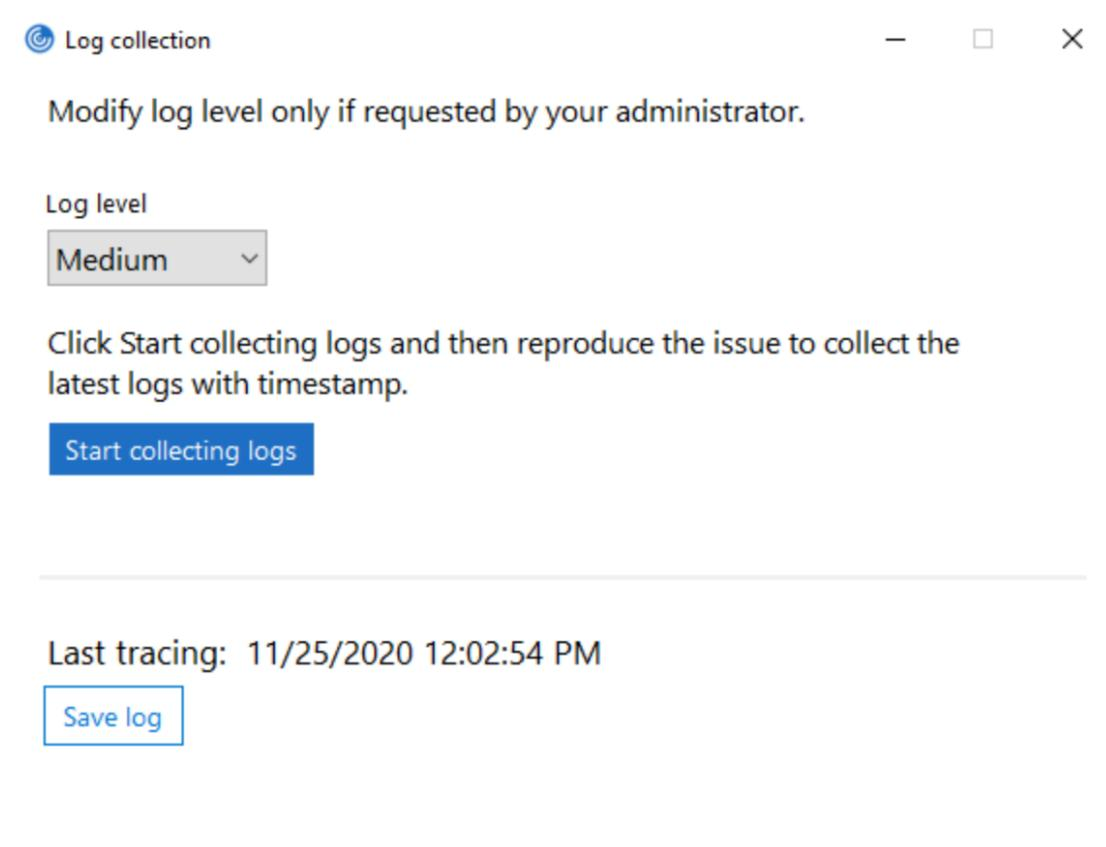 Log collection
Modify log level only if requested by your administrator.
Log level
Medium
Click Start collecting logs and then reproduce the issue to collect the
latest logs with timestamp.
Start collecting logs
Last tracing: 11/25/2020 12:02:54 PM
Save log